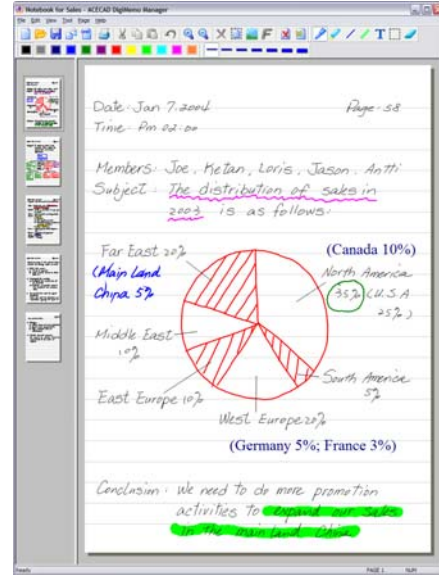 Notebook for Sales - ACECAD DigiMemo Manager
File Edit View Tool Page Help
Date: Jan 7. 2004
Page - 58
Time: Pm 02:00
Members: Joe, Ketan, Loris, Jason, Antti
Subject: The distribution of sales in
2003 is as follows:
Far East 20%
(Main Land
China 5%
(Canada 10%)
North America
35% (U.S.A
25%)
Middle East
10%
South America
5%
East Europe 10%
West Europe 20%
(Germany 5%; France 3%)
Conclusion: We need to do more promotion
activities to expand our sales
in the main land China
Ready
PAGE 1
NUM